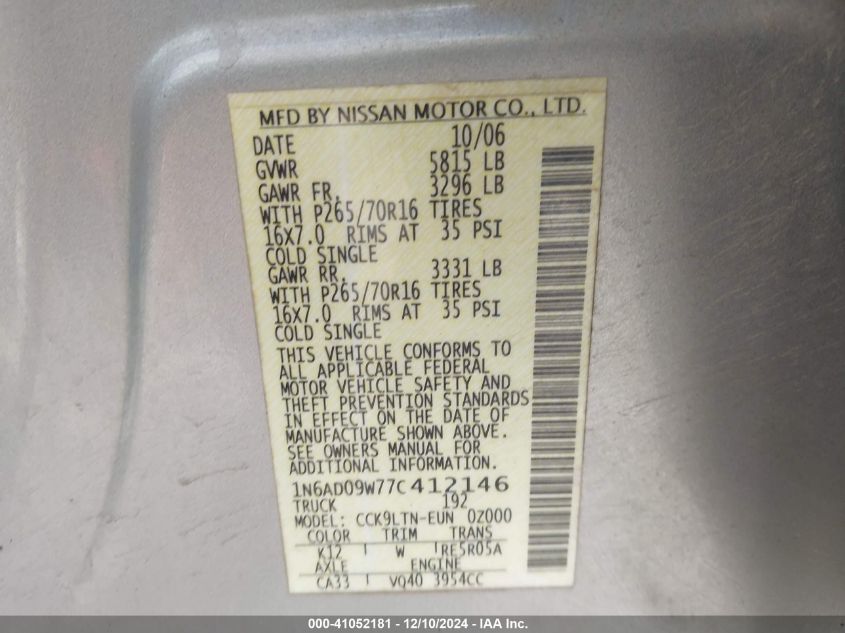 MFD BY NISSAN MOTOR CO., LTD.
DATE 10/06
GVWR 5815 LB
GAWR FR. 3296 LB
WITH P265/70R16 TIRES
16X7.0 RIMS AT 35 PSI
COLD SINGLE
GAWR RR. 3331 LB
WITH P265/70R16 TIRES
16X7.0 RIMS AT 35 PSI
COLD SINGLE
THIS VEHICLE CONFORMS TO
ALL APPLICABLE FEDERAL
MOTOR VEHICLE SAFETY AND
THEFT PREVENTION STANDARDS
IN EFFECT ON THE DATE OF
MANUFACTURE SHOWN ABOVE.
SEE OWNERS MANUAL FOR
ADDITIONAL INFORMATION.
1N6AD09W77C412146
TRUCK 192
MODEL: CCK9LTN-EUN 0Z000
COLOR TRIM TRANS
K12 W RE5R05A
AXLE ENGINE
CA33 VQ40 3954CC
000-41052181 - 12/10/2024 - IAA Inc.